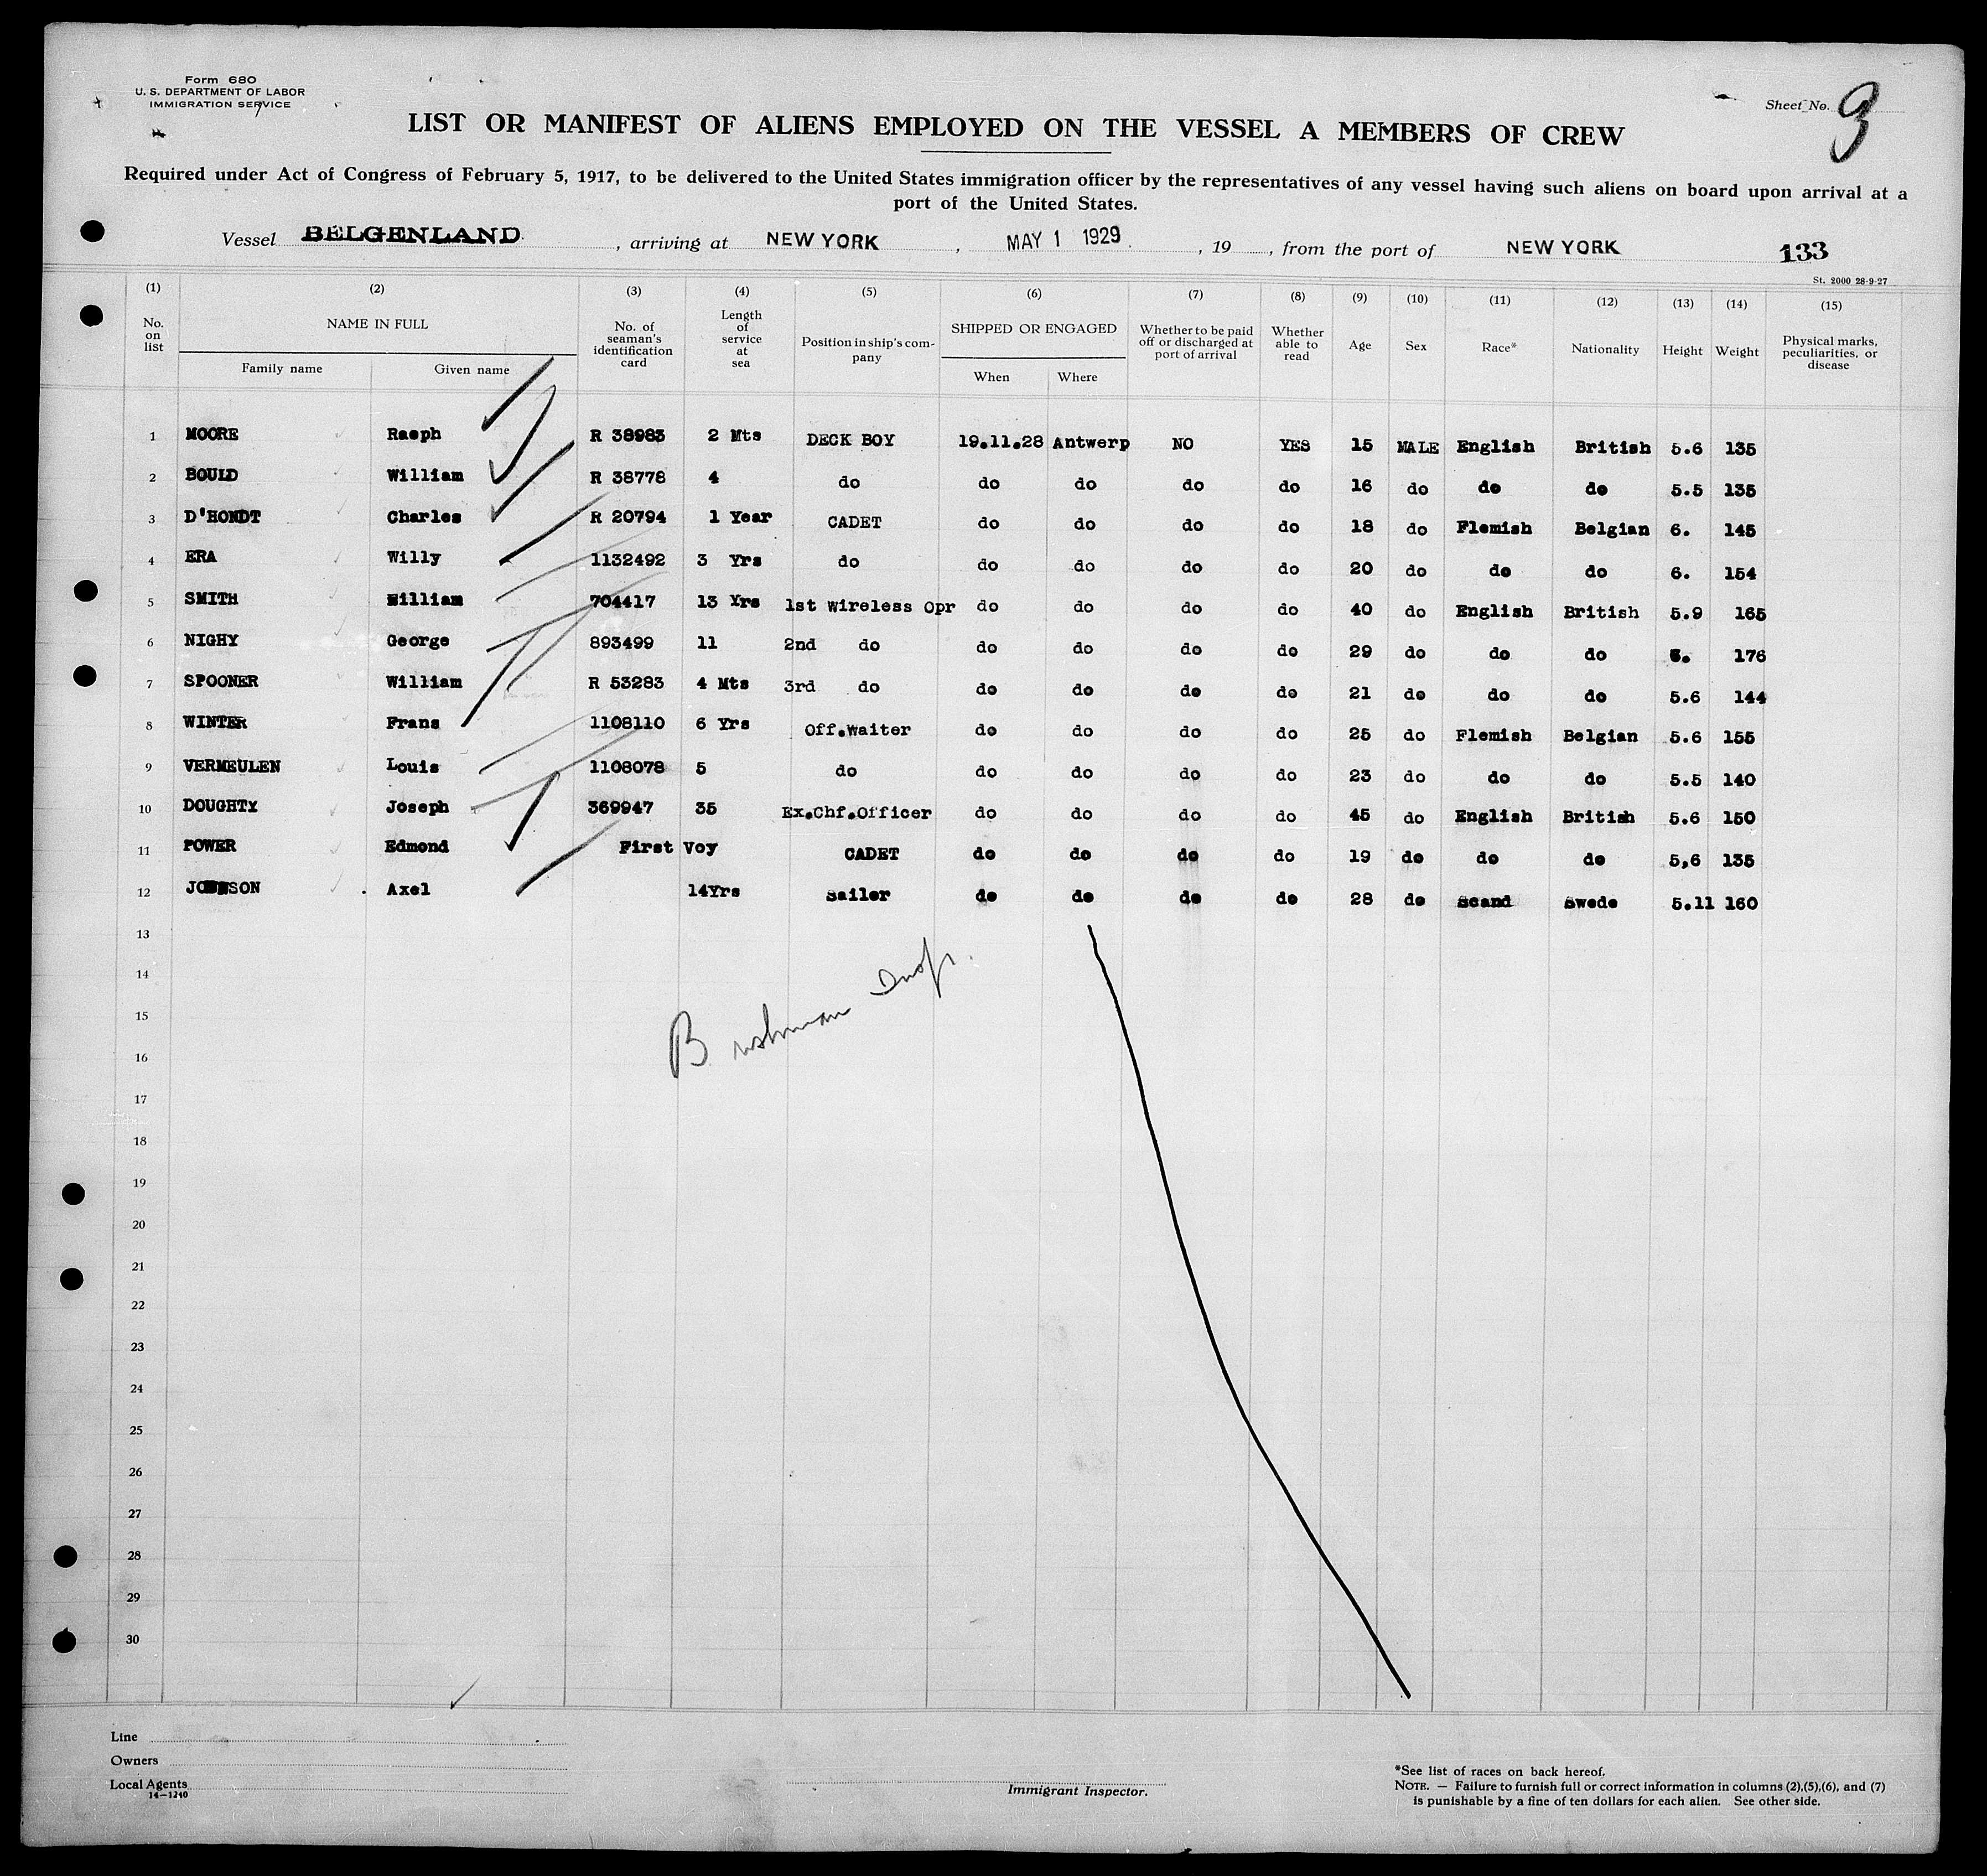 Form 680
U. S. DEPARTMENT OF LABOR
IMMIGRATION SERVICE
Sheet No. 3
LIST OR MANIFEST OF ALIENS EMPLOYED ON THE VESSEL A MEMBERS OF CREW
Required under Act of Congress of February 5, 1917, to be delivered to the United States immigration officer by the representatives of any vessel having such aliens on board upon arrival at a
port of the United States.
Vessel BELGENLAND, arriving at NEW YORK, MAY 1 1929, 19, from the port of NEW YORK 133
St. 2000 28-9-27
(1) (2) (3) (4) (5) (6) (7) (8) (9) (10) (11) (12) (13) (14) (15)
No. on list NAME IN FULL Family name Given name No. of seaman's identification card Length of service at sea Position in ship's company SHIPPED OR ENGAGED When Where Whether to be paid off or discharged at port of arrival Whether able to read Age Sex Race* Nationality Height Weight Physical marks, peculiarities, or disease
1 MOORE Raeph R 38983 2 Mts DECK BOY 19.11.28 Antwerp NO YES 15 MALE English British 5.6 135
2 BOULD William R 38778 4 do do do do do 16 do do do 5.5 135
3 D'HONDT Charles R 20794 1 Year CADET do do do do 18 do Flemish Belgian 6. 145
4 ERA Willy 1132492 3 Yrs do do do do do 20 do do do 6. 154
5 SMITH William 704417 13 Yrs 1st Wireless Opr do do do do 40 do English British 5.9 165
6 NIGHY George 893499 11 2nd do do do do do 29 do do do 6. 176
7 SPOONER William R 53283 4 Mts 3rd do do do do do 21 do do do 5.6 144
8 WINTER Frans 1108110 6 Yrs Off.Waiter do do do do 25 do Flemish Belgian 5.6 155
9 VERMEULEN Louis 1108078 5 do do do do do 23 do do do 5.5 140
10 DOUGHTY Joseph 369947 35 Ex.Chf.Officer do do do do 45 do English British 5.6 150
11 POWER Edmond First Voy CADET do do do do 19 do do do 5,6 135
12 JOHNSON Axel 14Yrs Sailor do do do do 28 do Scand Swede 5.11 160
13
14
15
16
17
18
19
20
21
22
23
24
25
26
27
28
29
30
Bushman Insp.
Line
Owners
Local Agents
14-1240
Immigrant Inspector.
*See list of races on back hereof.
NOTE. — Failure to furnish full or correct information in columns (2),(5),(6), and (7)
is punishable by a fine of ten dollars for each alien. See other side.